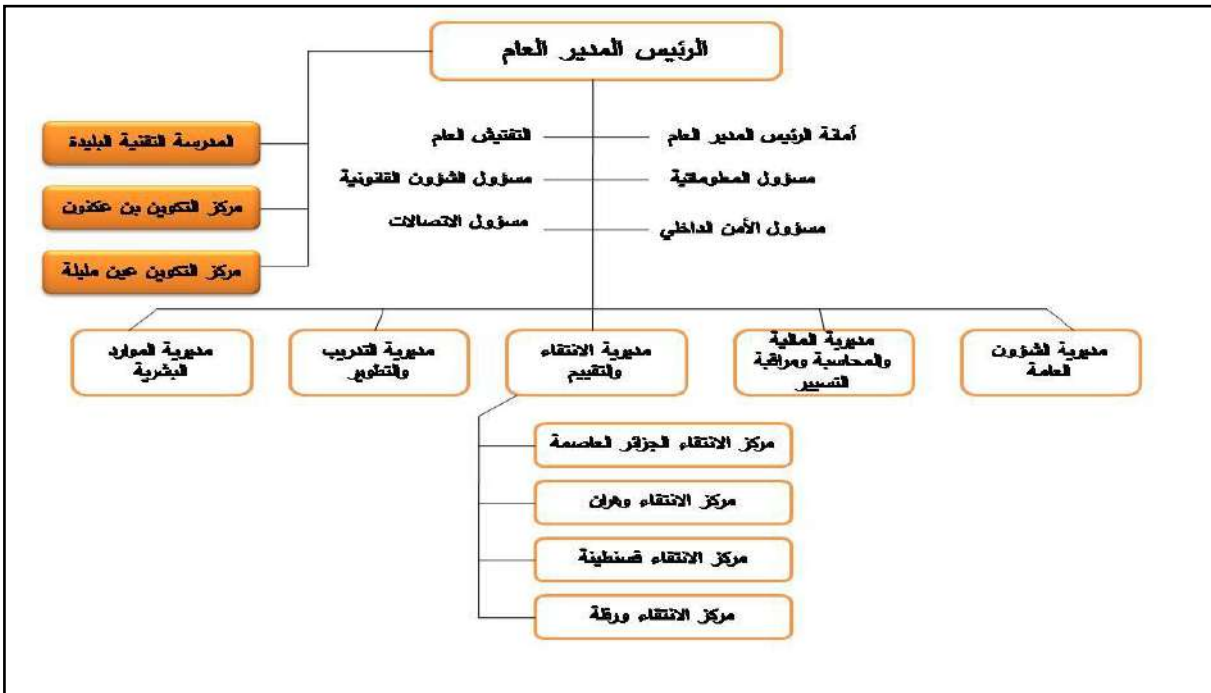 الرئيس المدير العام
أمانة الرئيس المدير العام
التفتيش العام
المدرسة التقنية البليدة
مسؤول المعلوماتية
مسؤول الشؤون القانونية
مركز التكوين بن عكنون
مسؤول الأمن الداخلي
مسؤول الاتصالات
مركز التكوين عين مليلة
مديرية الشؤون
العامة
مديرية المالية
والمحاسبة ومراقبة
التسيير
مديرية الانتقاء
والتقييم
مديرية التدريب
والتطوير
مديرية الموارد
البشرية
مركز الانتقاء الجزائر العاصمة
مركز الانتقاء وهران
مركز الانتقاء قسنطينة
مركز الانتقاء ورقلة